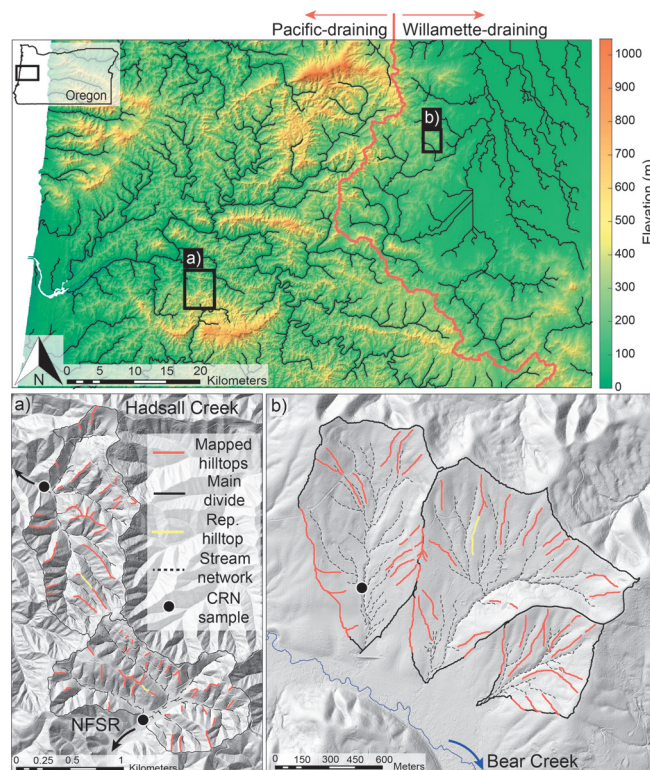 Pacific-draining Willamette-draining
Oregon
b)
a)
N
0 5 10 20
Kilometers
1000
900
800
700
600
500
400
300
200
100
0
Elevation (m)
a) Hadsall Creek
Mapped
hilltops
Main
divide
Rep.
hilltop
Stream
network
CRN
sample
NFSR
0 0.25 0.5 1
Kilometers
b)
0 150 300 450 600
Meters
Bear Creek